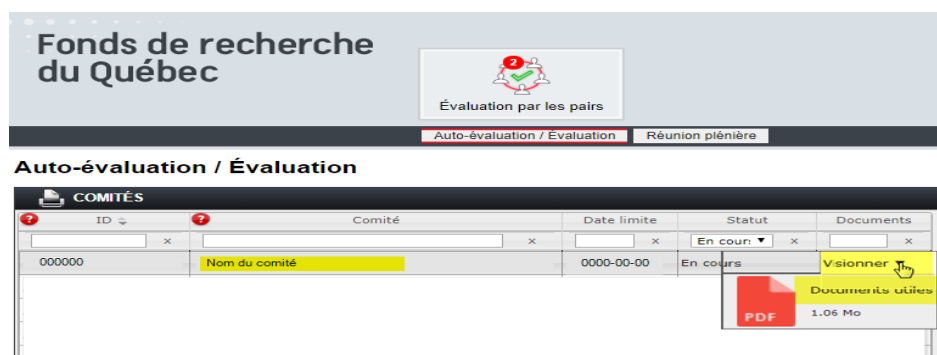 Fonds de recherche
du Québec
2
Évaluation par les pairs
Auto-évaluation / Évaluation Réunion plénière
Auto-évaluation / Évaluation
COMITÉS
? ID ? Comité Date limite Statut Documents
× × × En cour: ▼ × ×
000000 Nom du comité 0000-00-00 En cours Visionner
Documents utiles
PDF 1.06 Mo